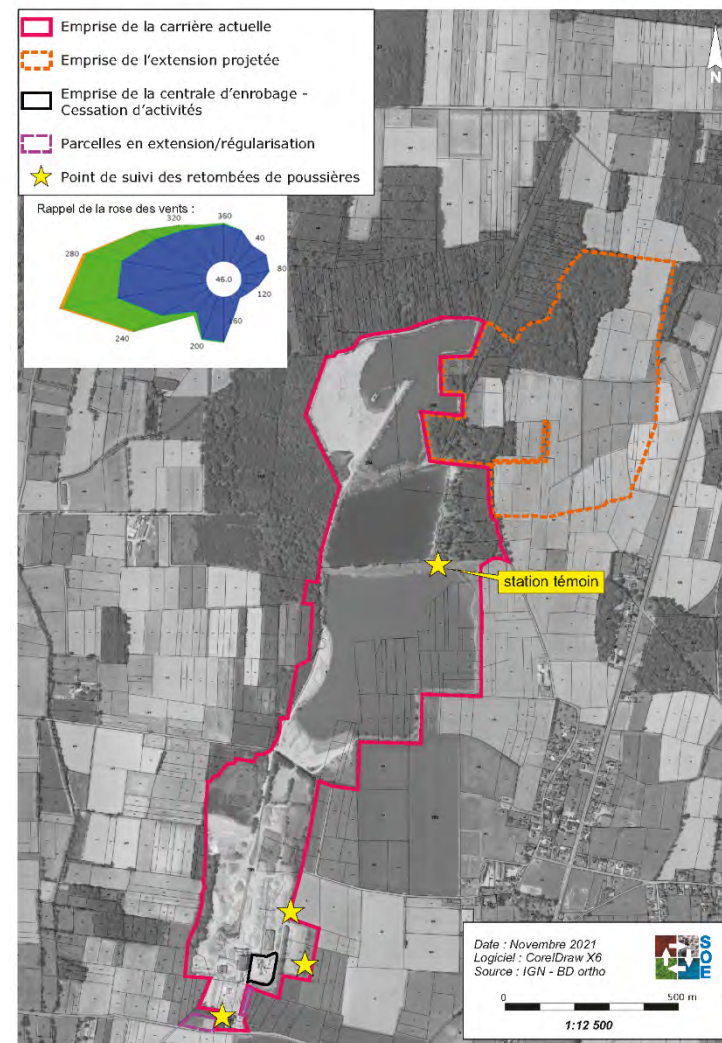 Emprise de la carrière actuelle
Emprise de l'extension projetée
Emprise de la centrale d'enrobage -
Cessation d'activités
Parcelles en extension/régularisation
Point de suivi des retombées de poussières
N
Rappel de la rose des vents :
320
360
40
280
80
46.0
120
160
240
200
station témoin
Date : Novembre 2021
Logiciel : CorelDraw X6
Source : IGN - BD ortho
SOE
0
500 m
1:12 500